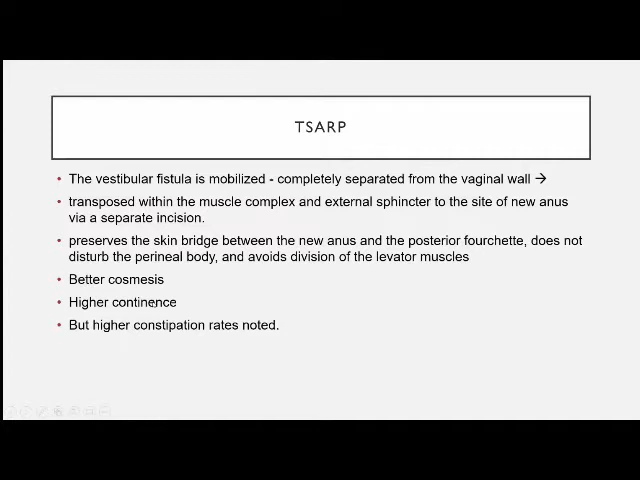 TSARP
• The vestibular fistula is mobilized - completely separated from the vaginal wall →
• transposed within the muscle complex and external sphincter to the site of new anus
via a separate incision.
• preserves the skin bridge between the new anus and the posterior fourchette, does not
disturb the perineal body, and avoids division of the levator muscles
• Better cosmesis
• Higher continence
• But higher constipation rates noted.